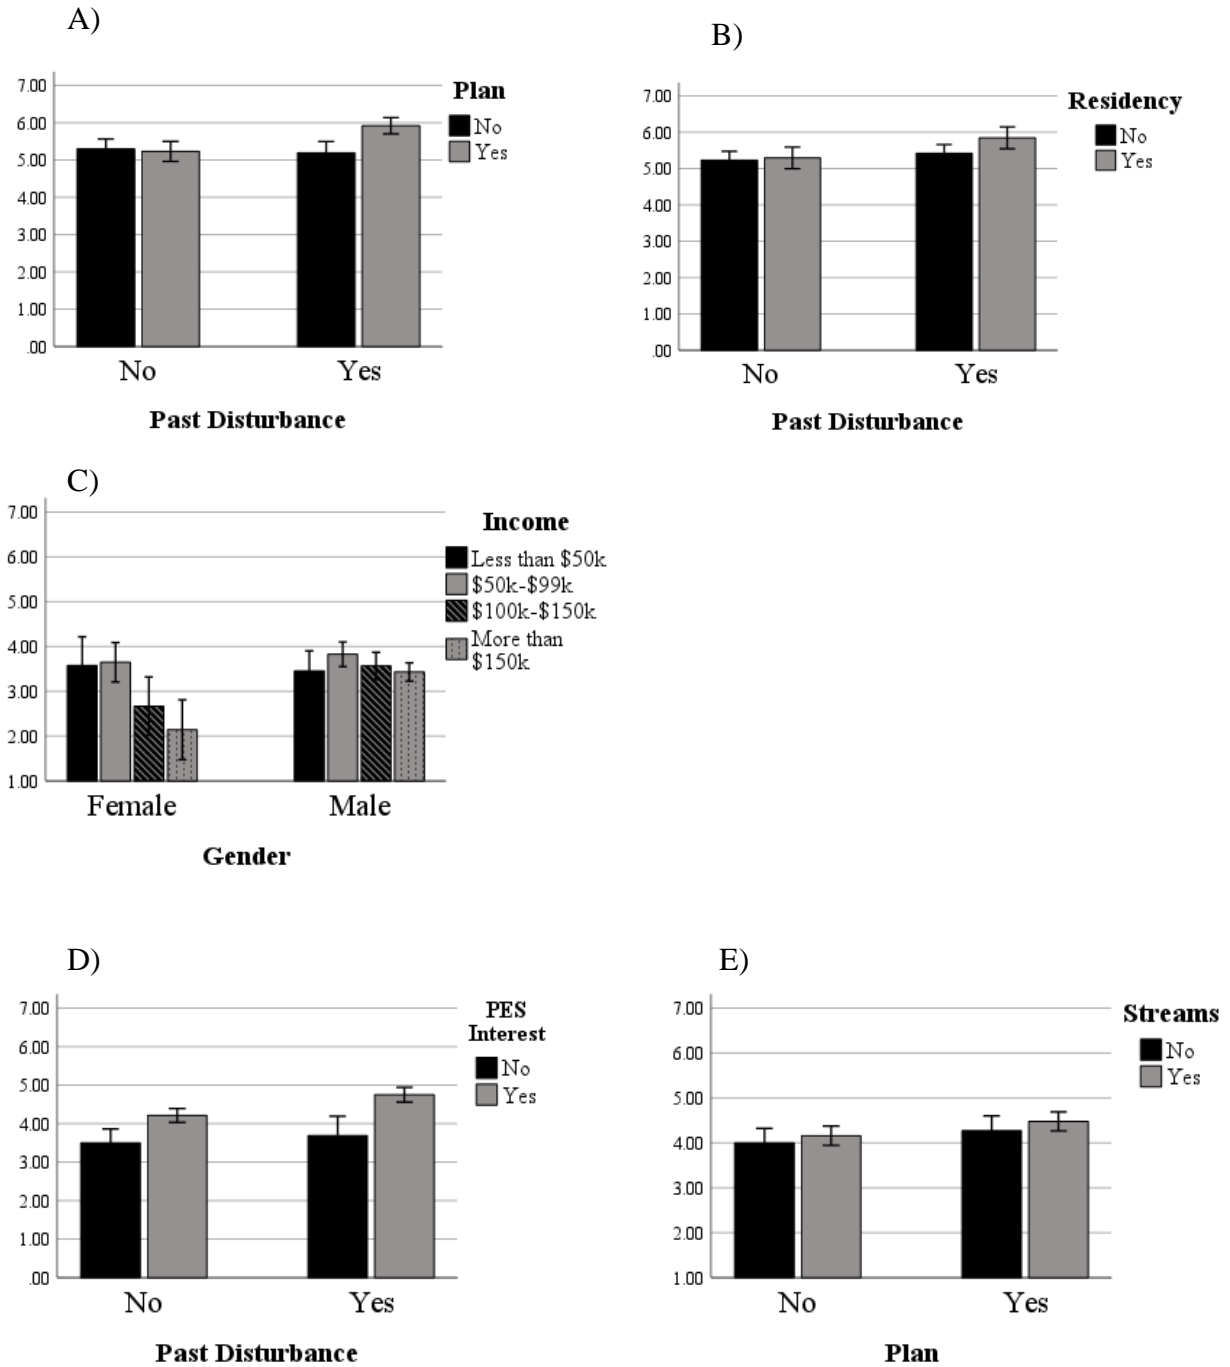 A)
7.00
6.00
5.00
4.00
3.00
2.00
1.00
.00
No
Yes
Past Disturbance
Plan
No
Yes
B)
7.00
6.00
5.00
4.00
3.00
2.00
1.00
.00
No
Yes
Past Disturbance
Residency
No
Yes
C)
7.00
6.00
5.00
4.00
3.00
2.00
1.00
Female
Male
Gender
Income
Less than $50k
$50k-$99k
$100k-$150k
More than
$150k
D)
7.00
6.00
5.00
4.00
3.00
2.00
1.00
.00
No
Yes
Past Disturbance
PES
Interest
No
Yes
E)
7.00
6.00
5.00
4.00
3.00
2.00
1.00
No
Yes
Plan
Streams
No
Yes